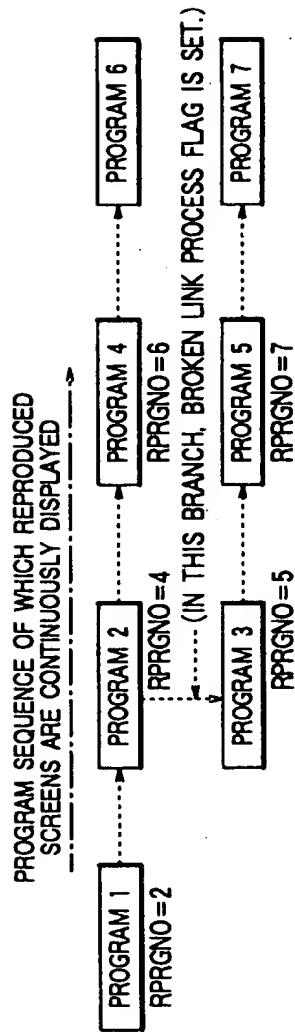 PROGRAM SEQUENCE OF WHICH REPRODUCED
SCREENS ARE CONTINUOUSLY DISPLAYED
PROGRAM 1
RPRGNO=2
PROGRAM 2
RPRGNO=4
PROGRAM 4
RPRGNO=6
PROGRAM 6
(IN THIS BRANCH, BROKEN LINK PROCESS FLAG IS SET.)
PROGRAM 3
RPRGNO=5
PROGRAM 5
RPRGNO=7
PROGRAM 7